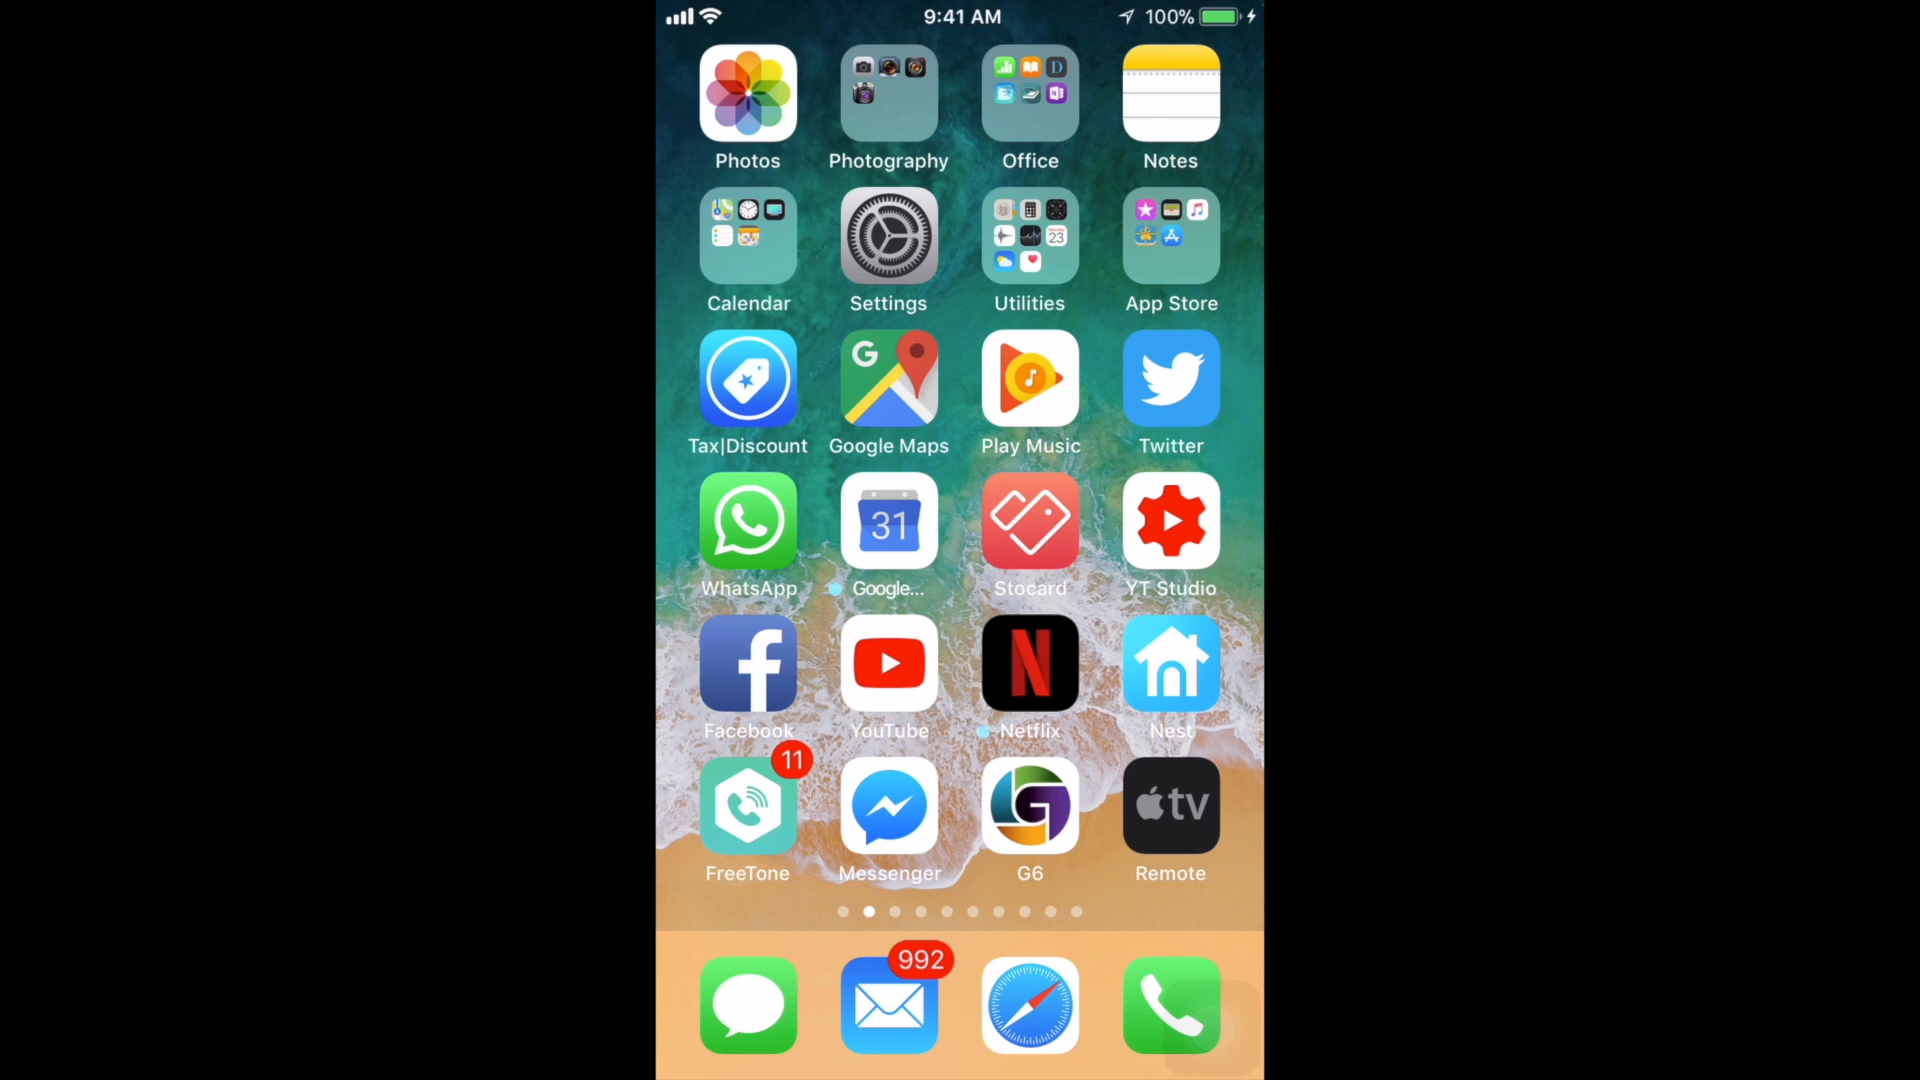 9:41 AM 100%
Photos Photography Office Notes
23
Calendar Settings Utilities App Store
G
Tax|Discount Google Maps Play Music Twitter
31
WhatsApp Google... Stocard YT Studio
f N
Facebook YouTube Netflix Nest
11
G tv
FreeTone Messenger G6 Remote
992